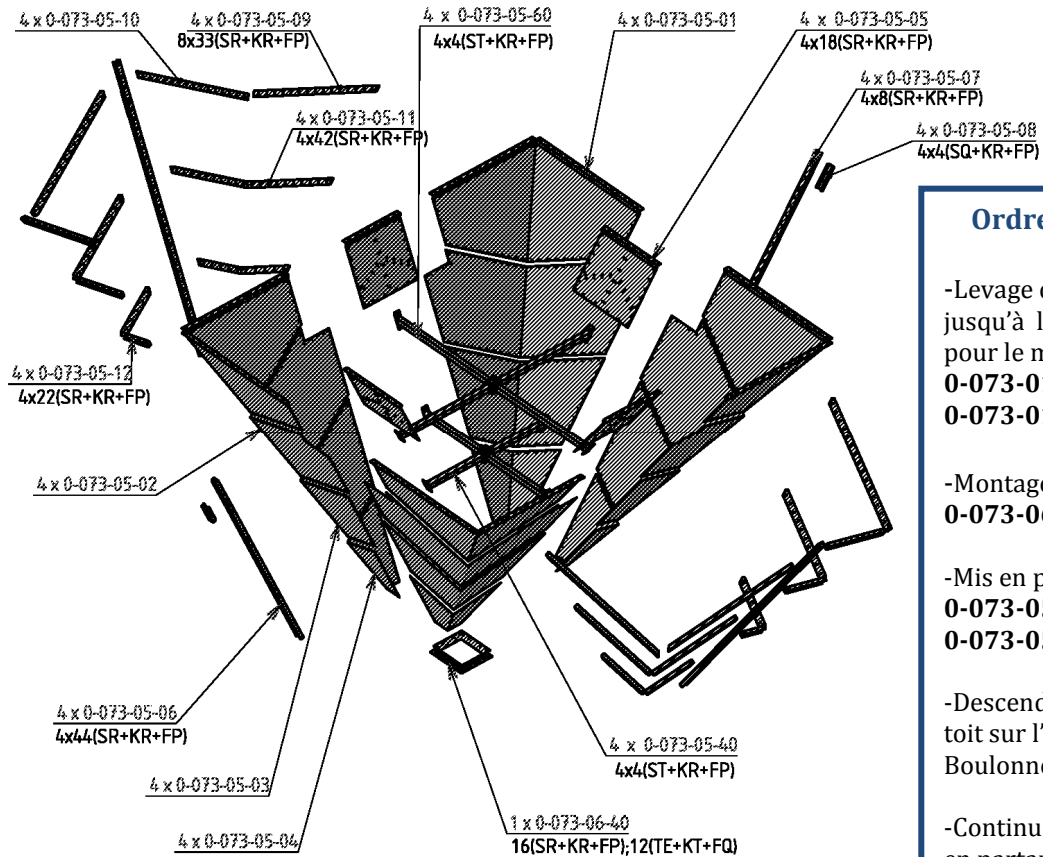 4 x 0-073-05-10
4 x 0-073-05-09
8x33(SR+KR+FP)
4 x 0-073-05-60
4x4(ST+KR+FP)
4 x 0-073-05-01
4 x 0-073-05-05
4x18(SR+KR+FP)
4 x 0-073-05-07
4x8(SR+KR+FP)
4 x 0-073-05-11
4x42(SR+KR+FP)
4 x 0-073-05-08
4x4(SQ+KR+FP)
4 x 0-073-05-12
4x22(SR+KR+FP)
4 x 0-073-05-02
4 x 0-073-05-06
4x44(SR+KR+FP)
4 x 0-073-05-03
4 x 0-073-05-04
4 x 0-073-05-40
4x4(ST+KR+FP)
1 x 0-073-06-40
16(SR+KR+FP);12(TE+KT+FQ)
Ordre
-Levage
jusqu’à
pour le
0-073-0
0-073-0
-Montage
0-073-0
-Mis en
0-073-05
0-073-05
-Descend
toit sur l’
Boulonn
-Continu